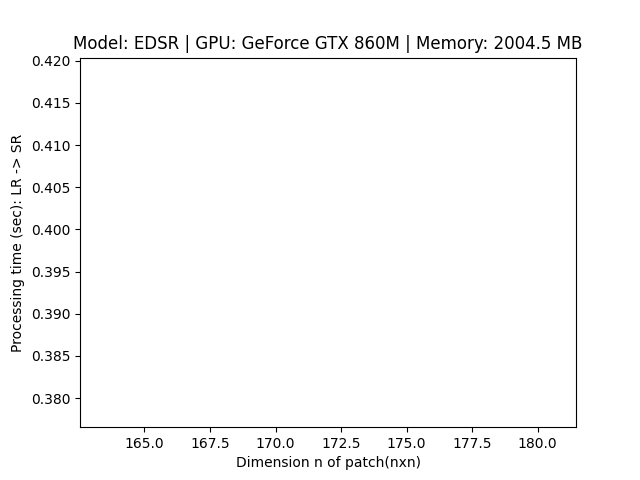 Model: EDSR | GPU: GeForce GTX 860M | Memory: 2004.5 MB
0.420
0.415
0.410
0.405
0.400
0.395
0.390
0.385
0.380
Processing time (sec): LR -> SR
165.0 167.5 170.0 172.5 175.0 177.5 180.0
Dimension n of patch(nxn)